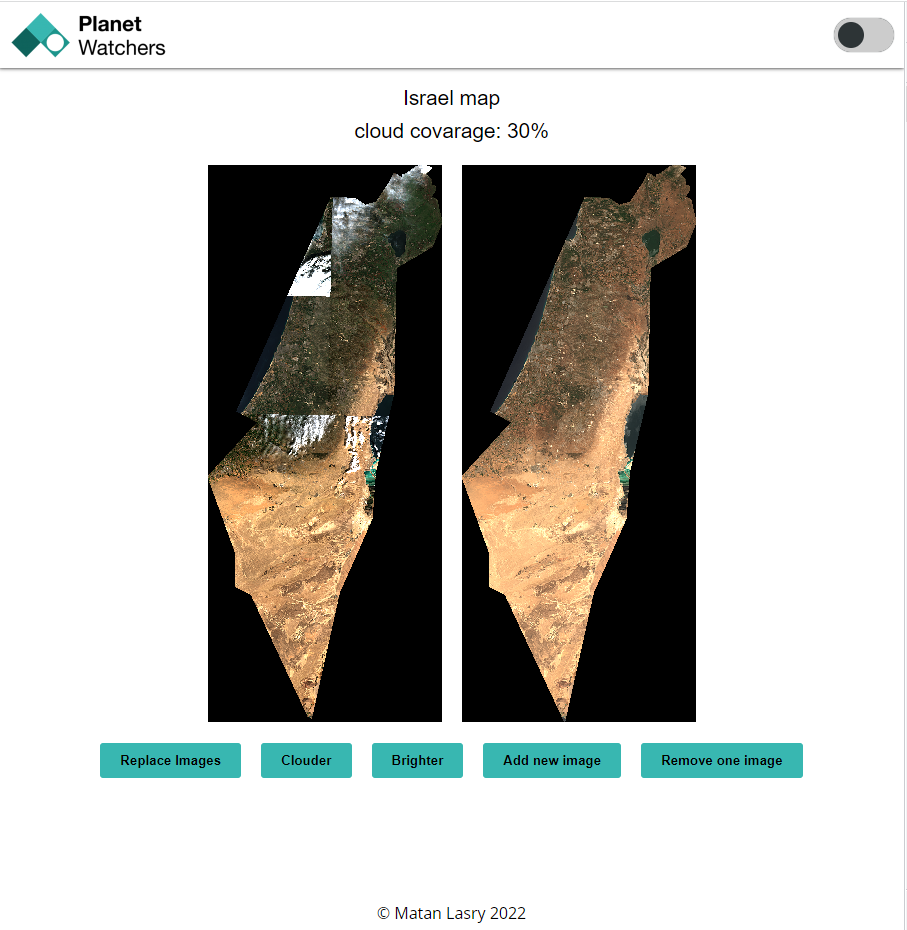 Planet
Watchers
Israel map
cloud covarage: 30%
Replace Images
Clouder
Brighter
Add new image
Remove one image
© Matan Lasry 2022